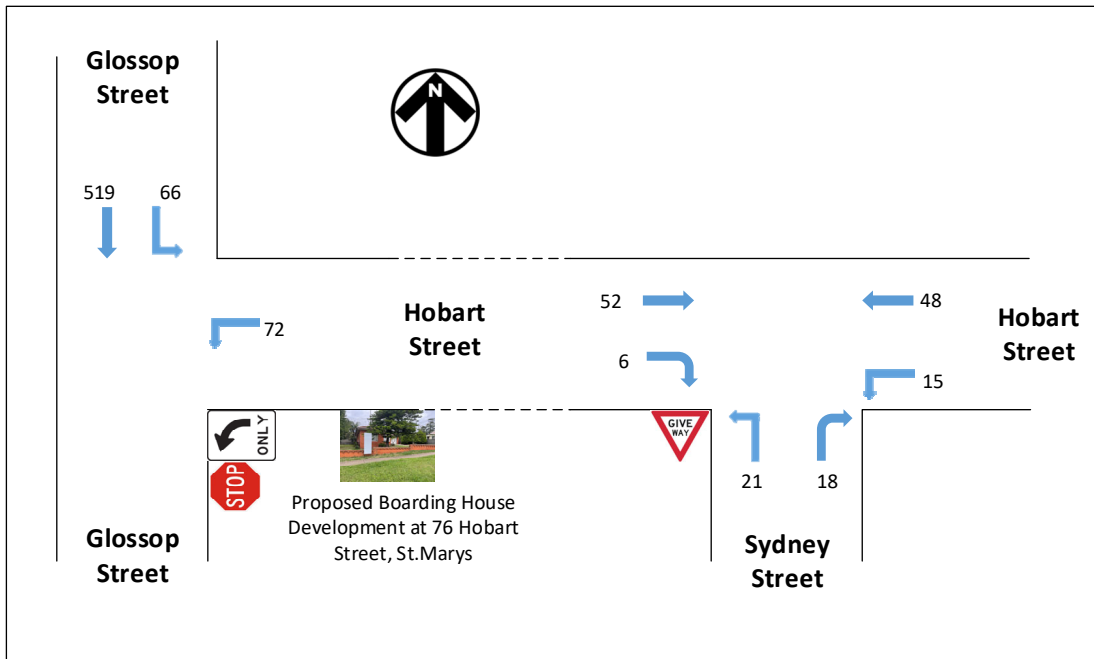 Glossop
Street
N
519
66
52
48
Hobart
Street
Hobart
Street
72
6
15
ONLY
STOP
GIVE
WAY
21
18
Proposed Boarding House
Development at 76 Hobart
Street, St.Marys
Glossop
Street
Sydney
Street